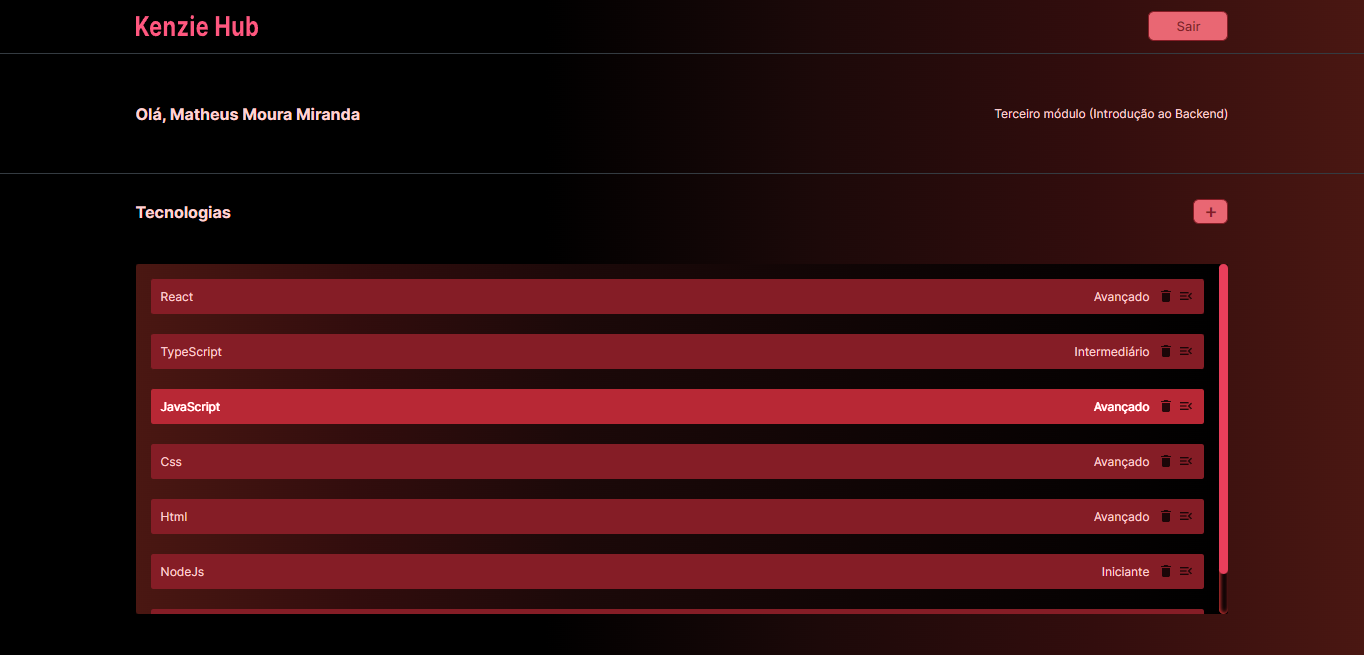 Kenzie Hub
Sair
Olá, Matheus Moura Miranda
Terceiro módulo (Introdução ao Backend)
Tecnologias
+
React Avançado
TypeScript Intermediário
JavaScript Avançado
Css Avançado
Html Avançado
NodeJs Iniciante